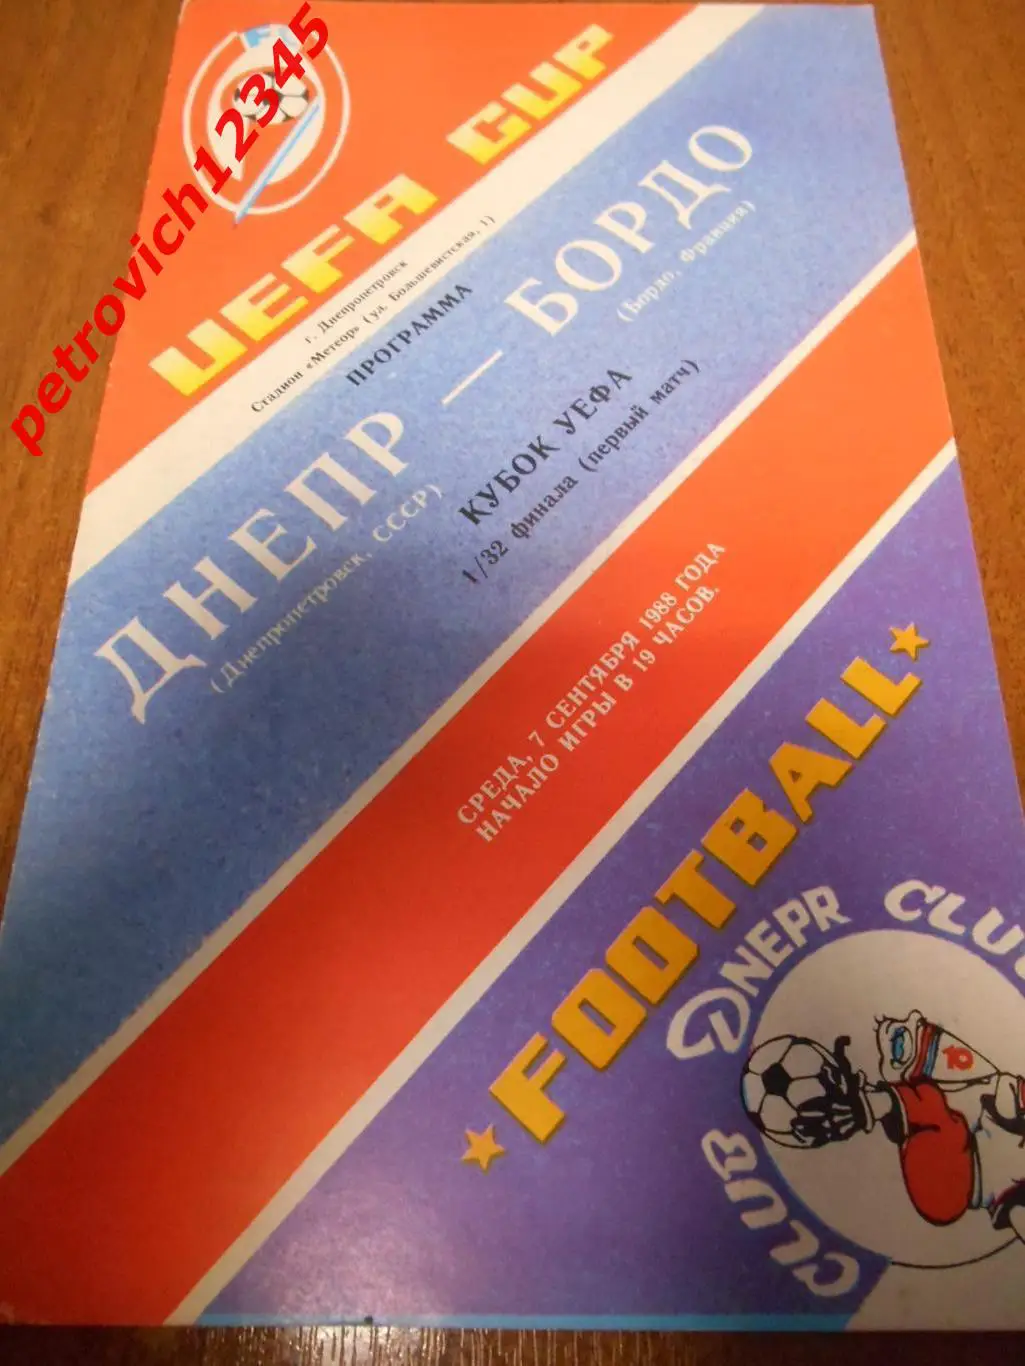 petrovich12345
UEFA CUP
г. Днепропетровск
Стадион «Метеор» (ул. Большевистская, 1)
ПРОГРАММА
ДНЕПР — БОРДО
(Днепропетровск, СССР)
(Бордо, Франция)
КУБОК УЕФА
1/32 финала (первый матч)
СРЕДА, 7 СЕНТЯБРЯ 1988 ГОДА
НАЧАЛО ИГРЫ В 19 ЧАСОВ.
FOOTBALL
CLUB DNEPR CLUB
10